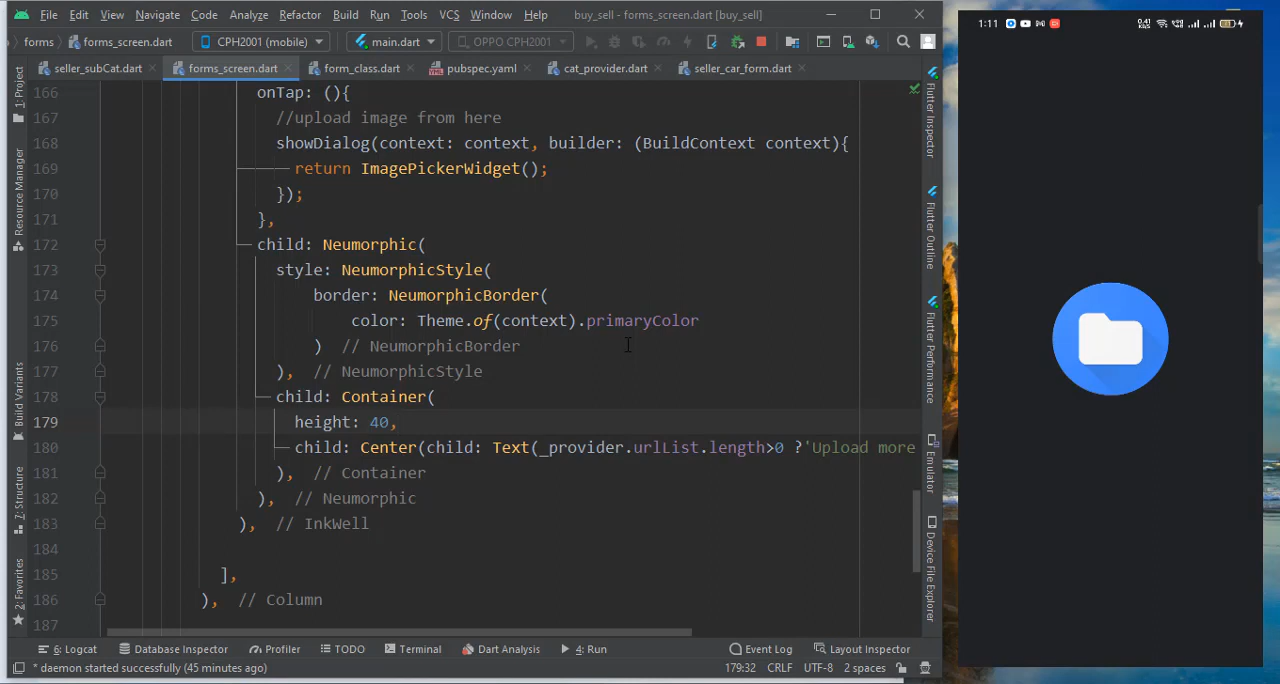 File Edit View Navigate Code Analyze Refactor Build Run Tools VCS Window Help buy_sell - forms_screen.dart [buy_sell]
forms forms_screen.dart CPH2001 (mobile) main.dart OPPO CPH2001
seller_subCat.dart forms_screen.dart form_class.dart pubspec.yaml cat_provider.dart seller_car_form.dart
166 onTap: (){
167 //upload image from here
168 showDialog(context: context, builder: (BuildContext context){
169 return ImagePickerWidget();
170 });
171 },
172 child: Neumorphic(
173 style: NeumorphicStyle(
174 border: NeumorphicBorder(
175 color: Theme.of(context).primaryColor
176 ) // NeumorphicBorder
177 ), // NeumorphicStyle
178 child: Container(
179 height: 40,
180 child: Center(child: Text(_provider.urlList.length>0 ?'Upload more
181 ), // Container
182 ), // Neumorphic
183 ), // InkWell
184
185 ],
186 ), // Column
187
1: Project
Resource Manager
Build Variants
7: Structure
2: Favorites
Flutter Inspector
Flutter Outline
Flutter Performance
Emulator
Device File Explorer
6: Logcat Database Inspector Profiler TODO Terminal Dart Analysis 4: Run Event Log Layout Inspector
* daemon started successfully (45 minutes ago) 179:32 CRLF UTF-8 2 spaces
1:11